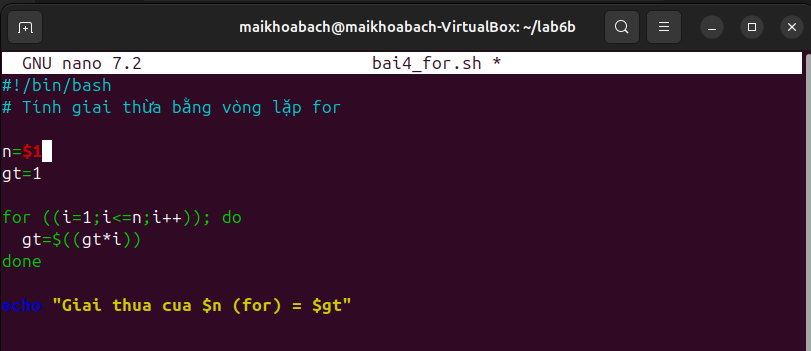 maikhoabach@maikhoabach-VirtualBox: ~/lab6b
GNU nano 7.2 bai4_for.sh *
#!/bin/bash
# Tính giai thừa bằng vòng lặp for
n=$1
gt=1
for ((i=1;i<=n;i++)); do
  gt=$((gt*i))
done
echo "Giai thua cua $n (for) = $gt"